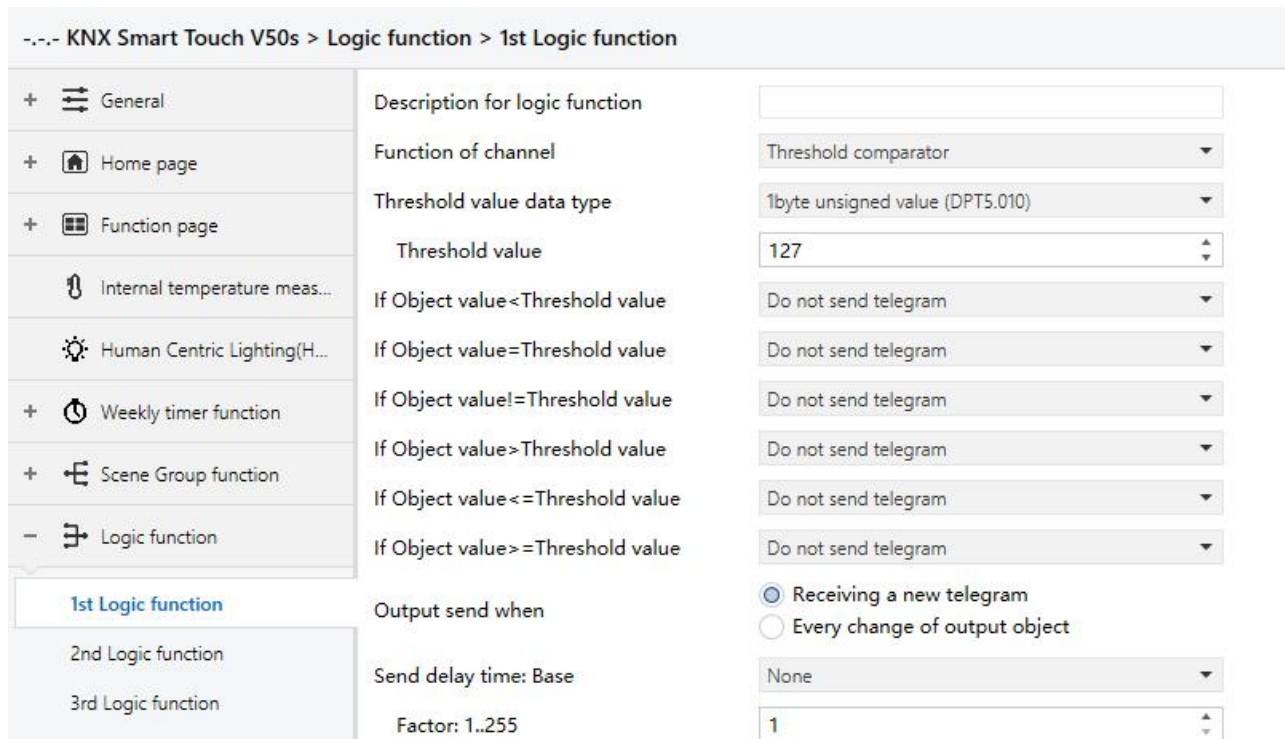 -.-.- KNX Smart Touch V50s > Logic function > 1st Logic function
+ General
+ Home page
+ Function page
Internal temperature meas...
Human Centric Lighting(H...
+ Weekly timer function
+ Scene Group function
- Logic function
1st Logic function
2nd Logic function
3rd Logic function
Description for logic function
Function of channel Threshold comparator
Threshold value data type 1byte unsigned value (DPT5.010)
Threshold value 127
If Object value<Threshold value Do not send telegram
If Object value=Threshold value Do not send telegram
If Object value!=Threshold value Do not send telegram
If Object value>Threshold value Do not send telegram
If Object value<=Threshold value Do not send telegram
If Object value>=Threshold value Do not send telegram
Output send when Receiving a new telegram
Every change of output object
Send delay time: Base None
Factor: 1..255 1